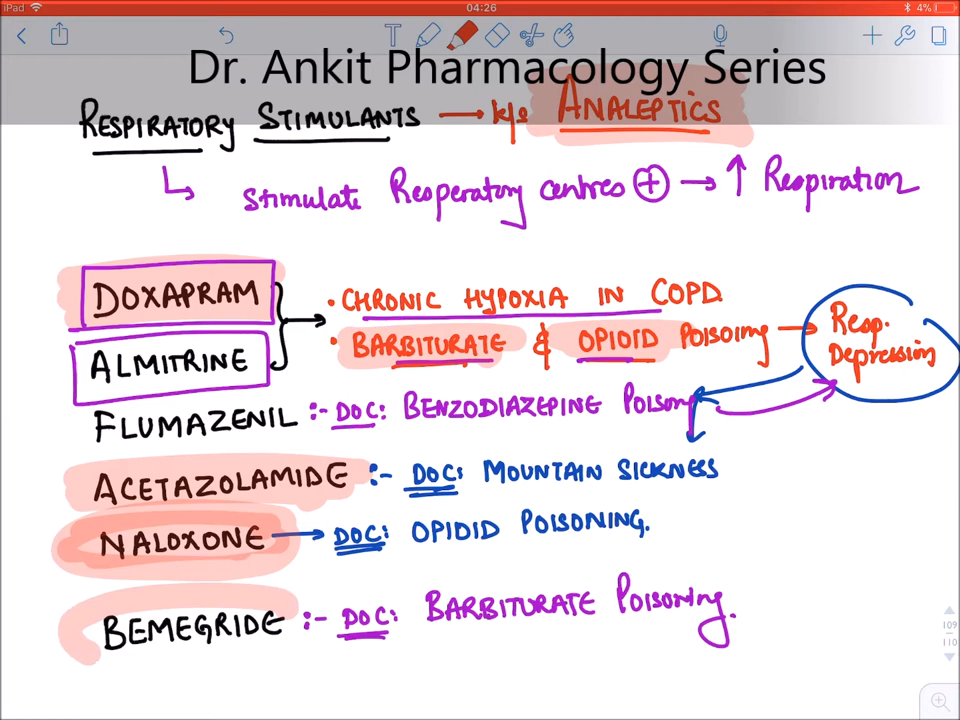 iPad 04:26 4%
T
Dr. Ankit Pharmacology Series
RESPIRATORY STIMULANTS → k/a ANALEPTICS
Stimulate Resperatory centres + → ↑ Respiration
DOXAPRAM
ALMITRINE
• CHRONIC HYPOXIA IN COPD
• BARBITURATE & OPIOID Poisoing → Resp. Depression
FLUMAZENIL :- DOC: BENZODIAZEPINE Poisoning
ACETAZOLAMIDE :- DOC: MOUNTAIN SICKNESS
NALOXONE → DOC: OPIOID POISONING.
BEMEGRIDE :- DOC: BARBITURATE Poisoning.
109
110